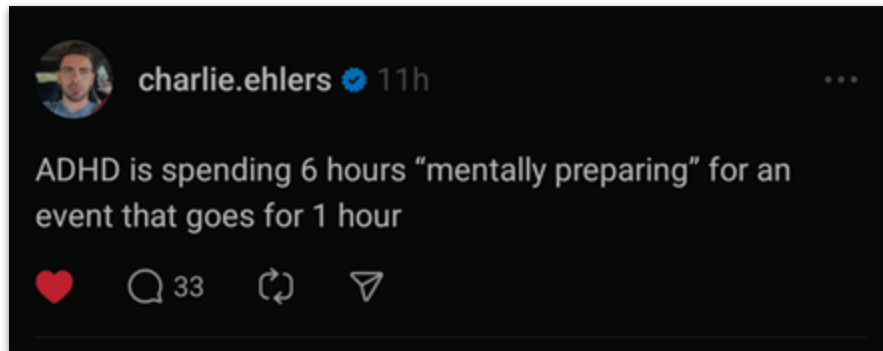 charlie.ehlers 11h
ADHD is spending 6 hours “mentally preparing” for an
event that goes for 1 hour
33